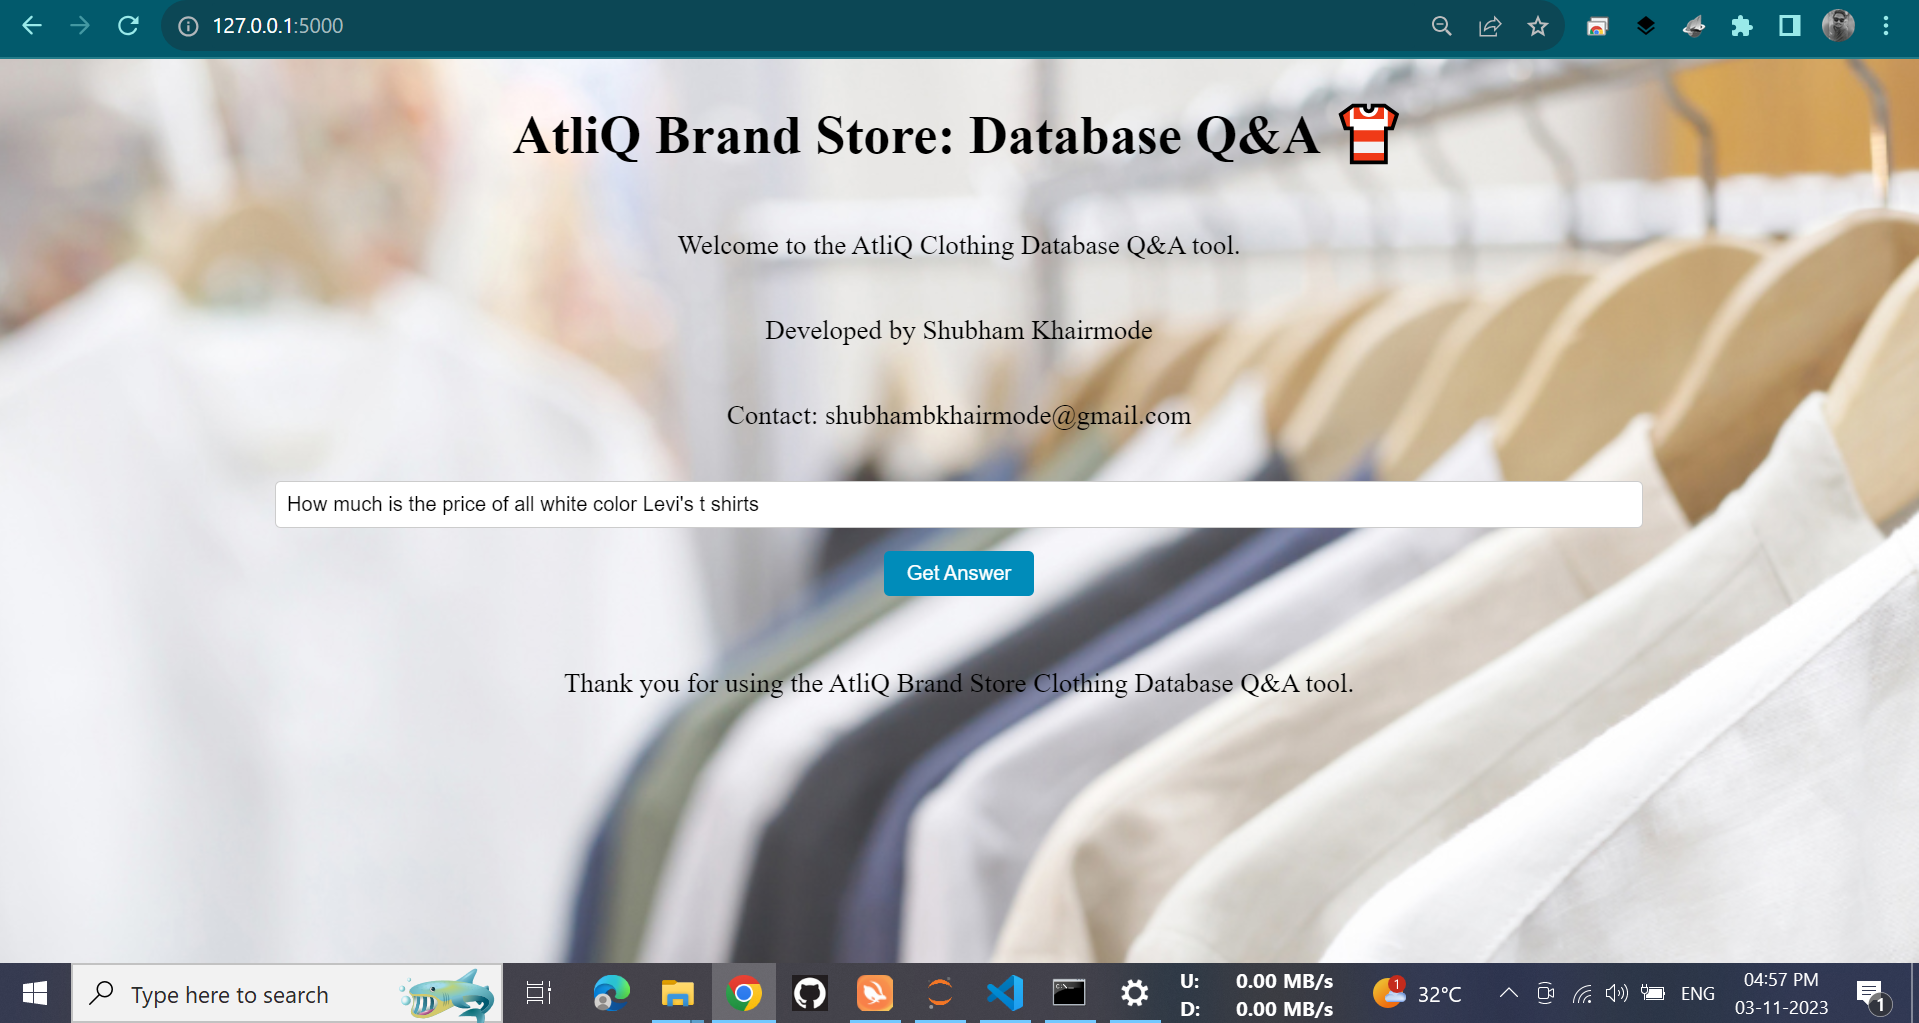 127.0.0.1:5000
AtliQ Brand Store: Database Q&A
Welcome to the AtliQ Clothing Database Q&A tool.
Developed by Shubham Khairmode
Contact: shubhambkhairmode@gmail.com
How much is the price of all white color Levi's t shirts
Get Answer
Thank you for using the AtliQ Brand Store Clothing Database Q&A tool.
Type here to search
U: 0.00 MB/s
D: 0.00 MB/s
1
32°C
ENG
04:57 PM
03-11-2023
1